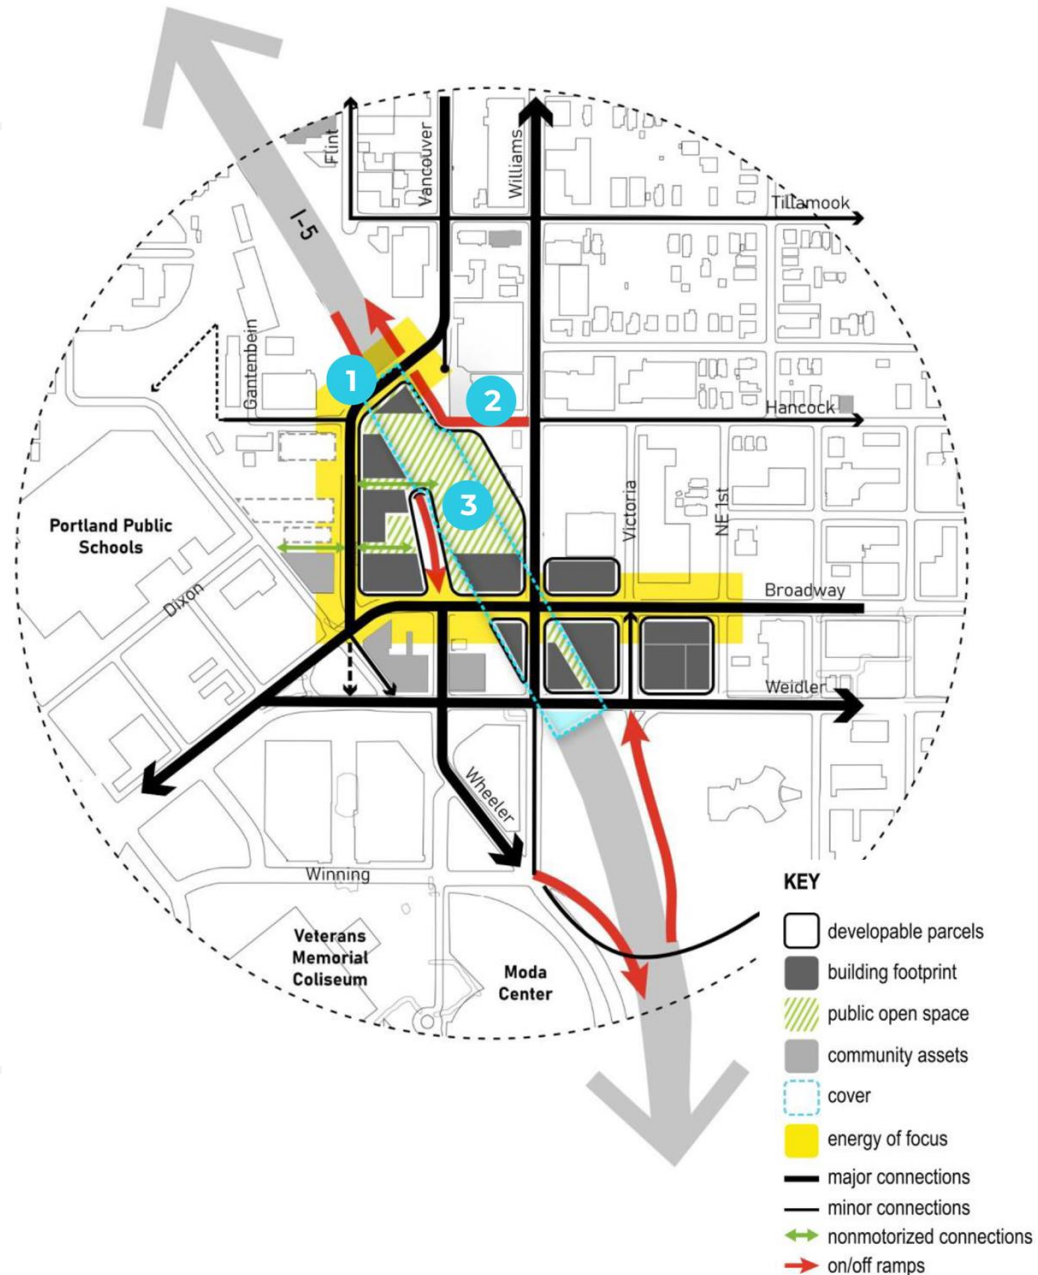 Flint
Vancouver
Williams
Tillamook
I-5
Gantenbein
1
2
Hancock
3
Victoria
NE 1st
Portland Public
Schools
Dixon
Broadway
Weidler
Wheeler
Winning
Veterans
Memorial
Coliseum
Moda
Center
KEY
developable parcels
building footprint
public open space
community assets
cover
energy of focus
major connections
minor connections
nonmotorized connections
on/off ramps